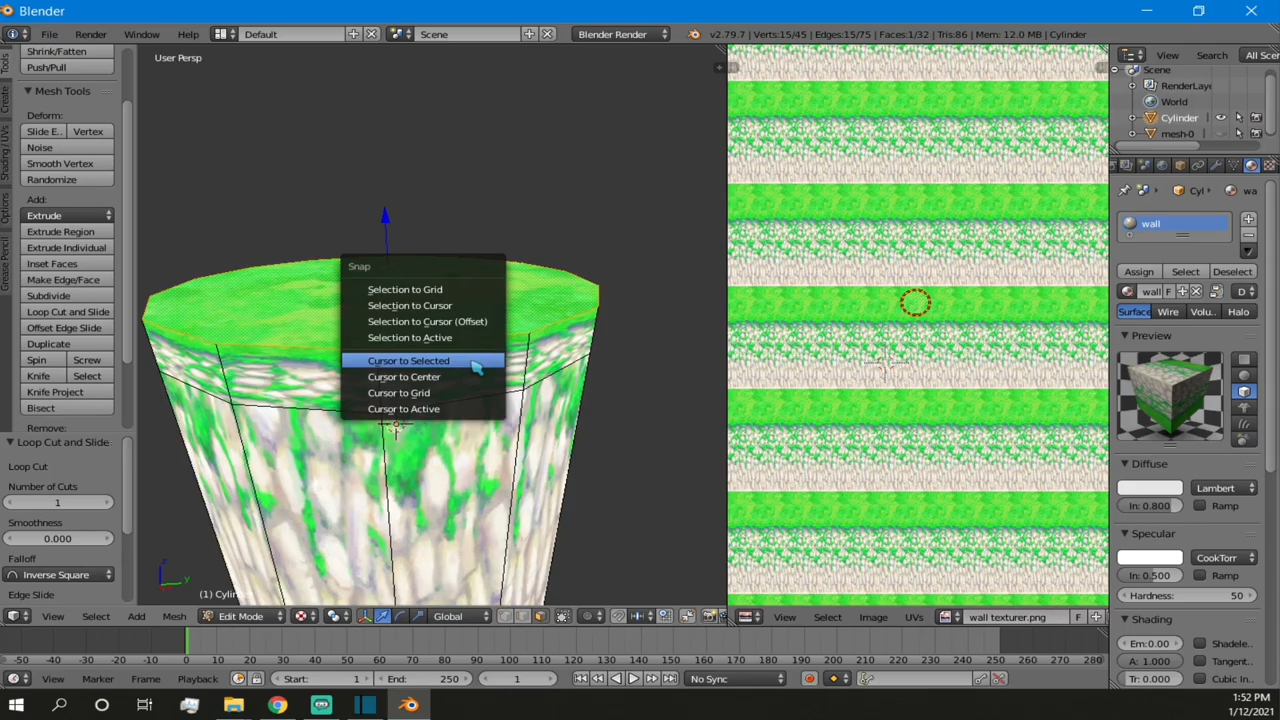 Blender
File Render Window Help Default Scene Blender Render v2.79.7 | Verts:15/45 | Edges:15/75 | Faces:1/32 | Tris:86 | Mem: 12.0 MB | Cylinder
Tools
Create
Shading / UVs
Options
Grease Pencil
Shrink/Fatten
Push/Pull
Mesh Tools
Deform:
Slide E.. Vertex
Noise
Smooth Vertex
Randomize
Add:
Extrude
Extrude Region
Extrude Individual
Inset Faces
Make Edge/Face
Subdivide
Loop Cut and Slide
Offset Edge Slide
Duplicate
Spin Screw
Knife Select
Knife Project
Bisect
Remove:
Loop Cut and Slide
Loop Cut
Number of Cuts
1
Smoothness
0.000
Falloff
Inverse Square
Edge Slide
User Persp
Snap
Selection to Grid
Selection to Cursor
Selection to Cursor (Offset)
Selection to Active
Cursor to Selected
Cursor to Center
Cursor to Grid
Cursor to Active
z
y
View Select Add Mesh Edit Mode Global
View Select Image UVs wall texturer.png F
View Search All Scer
Scene
RenderLaye
World
Cylinder
mesh-0
Cyl wa
wall
Assign Select Deselect
wall F D
Surface Wire Volu.. Halo
Preview
Diffuse
Lambert
In: 0.800 Ramp
Specular
CookTorr
In: 0.500 Ramp
Hardness: 50
Shading
Em:0.00 Shadele..
A: 1.000 Tangent..
Tr: 0.000 Cubic In..
-50 -40 -30 -20 -10 0 10 20 30 40 50 60 70 80 90 100 110 120 130 140 150 160 170 180 190 200 210 220 230 240 250 260 270 280
View Marker Frame Playback Start: 1 End: 250 1 No Sync
1:52 PM
1/12/2021